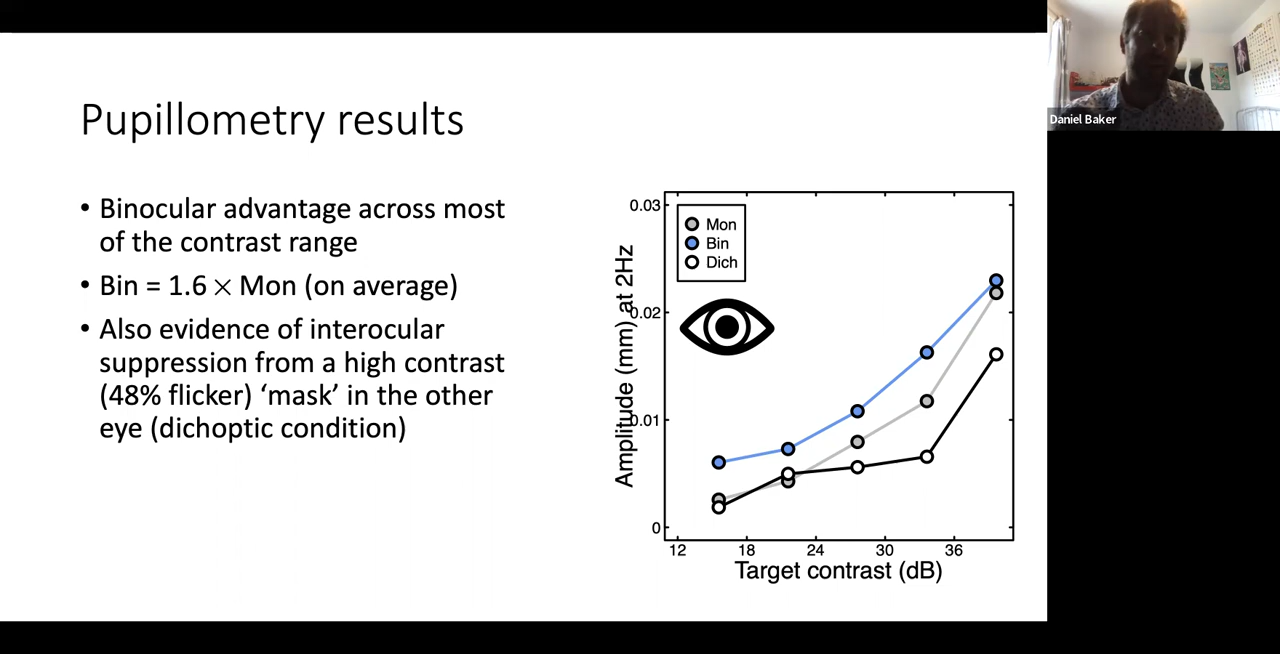 Pupillometry results
• Binocular advantage across most
of the contrast range
• Bin = 1.6 × Mon (on average)
• Also evidence of interocular
suppression from a high contrast
(48% flicker) ‘mask’ in the other
eye (dichoptic condition)
Amplitude (mm) at 2Hz
0.03
0.02
0.01
0
Mon
Bin
Dich
12 18 24 30 36
Target contrast (dB)
Daniel Baker